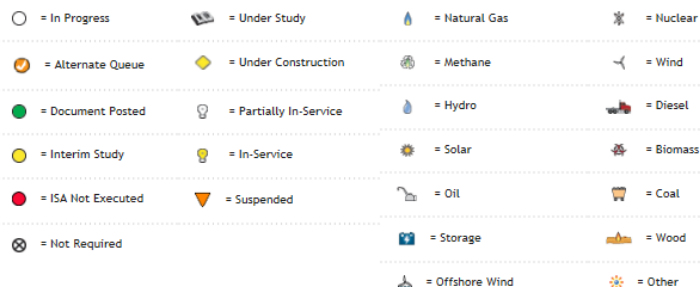 = In Progress
= Under Study
= Natural Gas
= Nuclear
= Alternate Queue
= Under Construction
= Methane
= Wind
= Document Posted
= Partially In-Service
= Hydro
= Diesel
= Interim Study
= In-Service
= Solar
= Biomass
= ISA Not Executed
= Suspended
= Oil
= Coal
= Not Required
= Storage
= Wood
= Offshore Wind
= Other